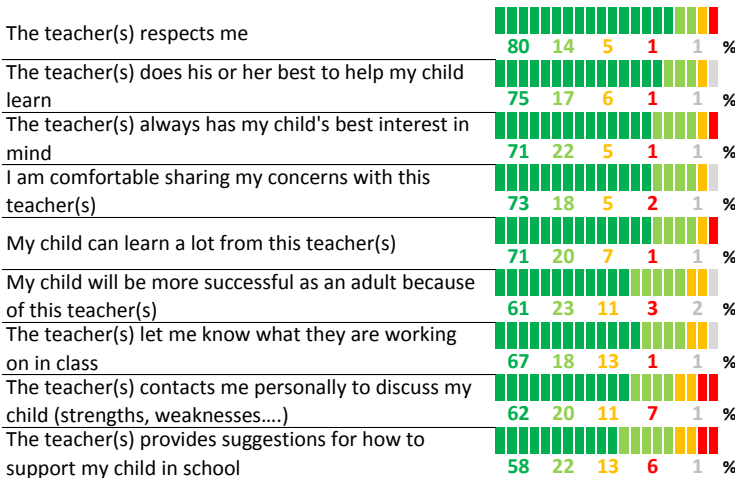 The teacher(s) respects me
80 14 5 1 1 %
The teacher(s) does his or her best to help my child
learn
75 17 6 1 1 %
The teacher(s) always has my child's best interest in
mind
71 22 5 1 1 %
I am comfortable sharing my concerns with this
teacher(s)
73 18 5 2 1 %
My child can learn a lot from this teacher(s)
71 20 7 1 1 %
My child will be more successful as an adult because
of this teacher(s)
61 23 11 3 2 %
The teacher(s) let me know what they are working
on in class
67 18 13 1 1 %
The teacher(s) contacts me personally to discuss my
child (strengths, weaknesses....)
62 20 11 7 1 %
The teacher(s) provides suggestions for how to
support my child in school
58 22 13 6 1 %